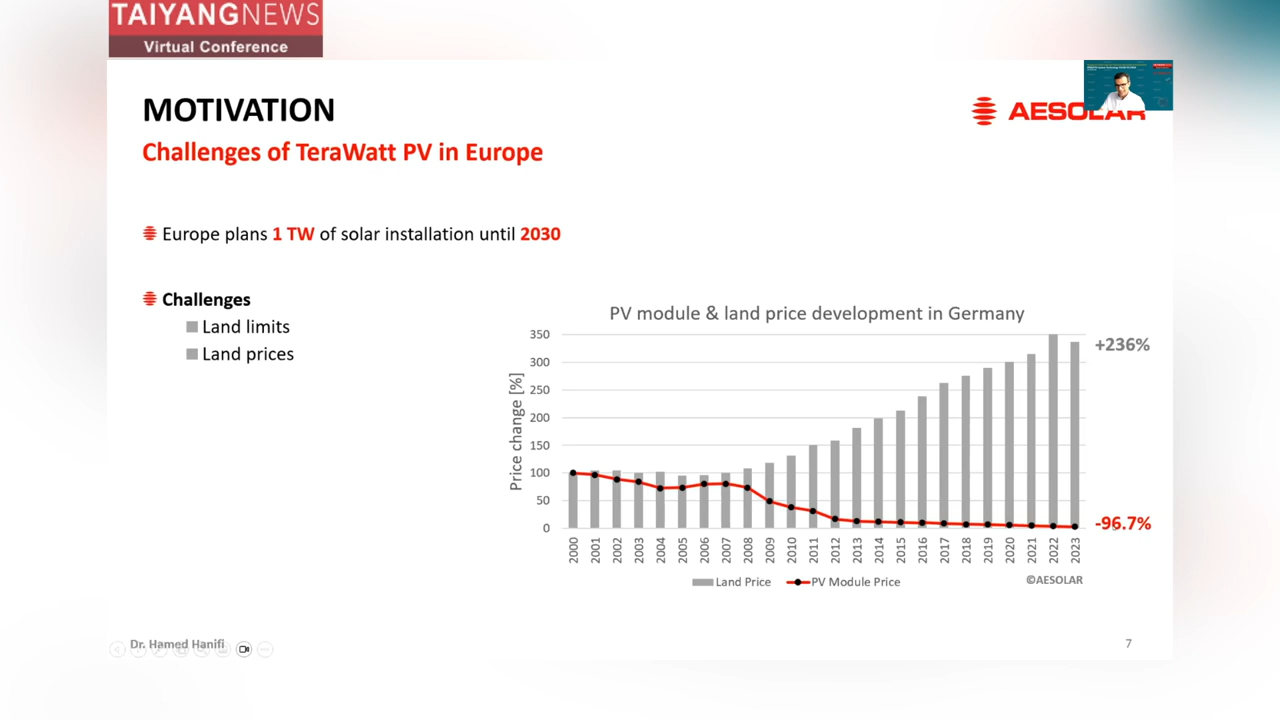 TAIYANGNEWS
Virtual Conference
MOTIVATION
AESOLAR
Challenges of TeraWatt PV in Europe
Europe plans 1 TW of solar installation until 2030
Challenges
Land limits
Land prices
PV module & land price development in Germany
Price change [%]
350
300
250
200
150
100
50
0
+236%
-96.7%
2000 2001 2002 2003 2004 2005 2006 2007 2008 2009 2010 2011 2012 2013 2014 2015 2016 2017 2018 2019 2020 2021 2022 2023
Land Price PV Module Price
©AESOLAR
Dr. Hamed Hanifi
7